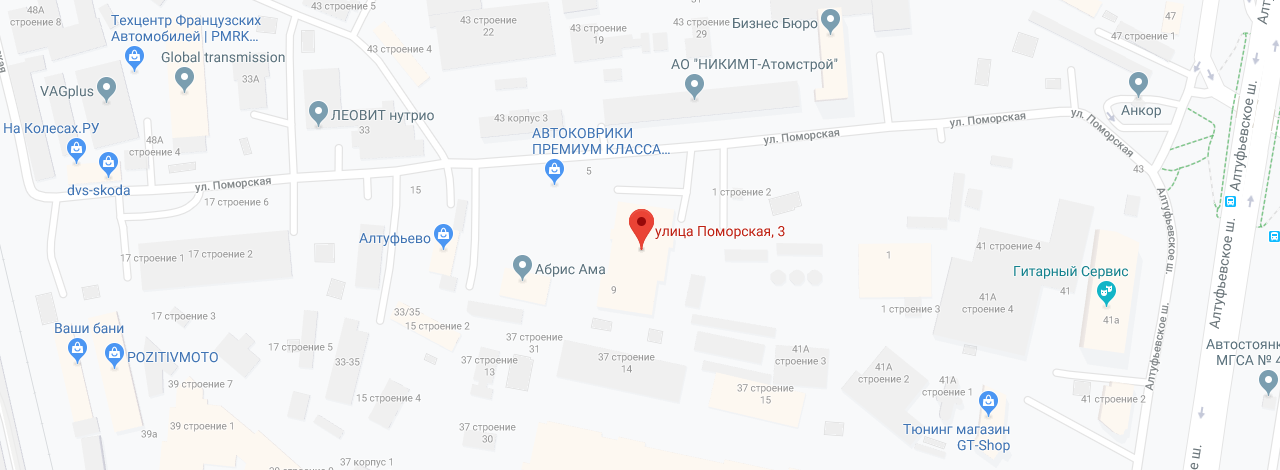 43 строение 8
Техцентр Французских
Автомобилей | PMRK…
Global transmission
VAGplus
33А
43 строение 4
43 строение
22
43 строение
29
43 строение
19
Бизнес Бюро
47
47 строение 1
Алтуфьевское ш.
АО "НИКИМТ-Атомстрой"
Анкор
ЛЕОВИТ нутрио
33
43 корпус 3
На Колесах.РУ
48А
строение 4
dvs-skoda
АВТОКОВРИКИ
ПРЕМИУМ КЛАССА…
ул. Поморская
ул. Поморская
ул. Поморская
ул. Поморская
43
Алтуфьевское ш.
15
5
1 строение 2
17 строение 6
Алтуфьево
улица Поморская, 3
17 строение 1
17 строение 2
Абрис Ама
9
1
41 строение 4
Алтуфьевское ш.
Гитарный Сервис
41
41А
строение 4
41а
1 строение 3
Алтуфьевское ш.
17 строение 3
33/35
15 строение 2
Ваши бани
POZITIVMOTO
17 строение 5
33-35
37 строение
31
37 строение
13
37 строение
14
41А
строение 3
41А
строение 2
41А
строение 1
Автостоянк
МГСА № 4
Алтуфьевское ш.
39 строение 7
15 строение 4
37 строение
15
41 строение 2
Тюнинг магазин
GT-Shop
39а
39 строение 1
37 строение
30
37 корпус 1